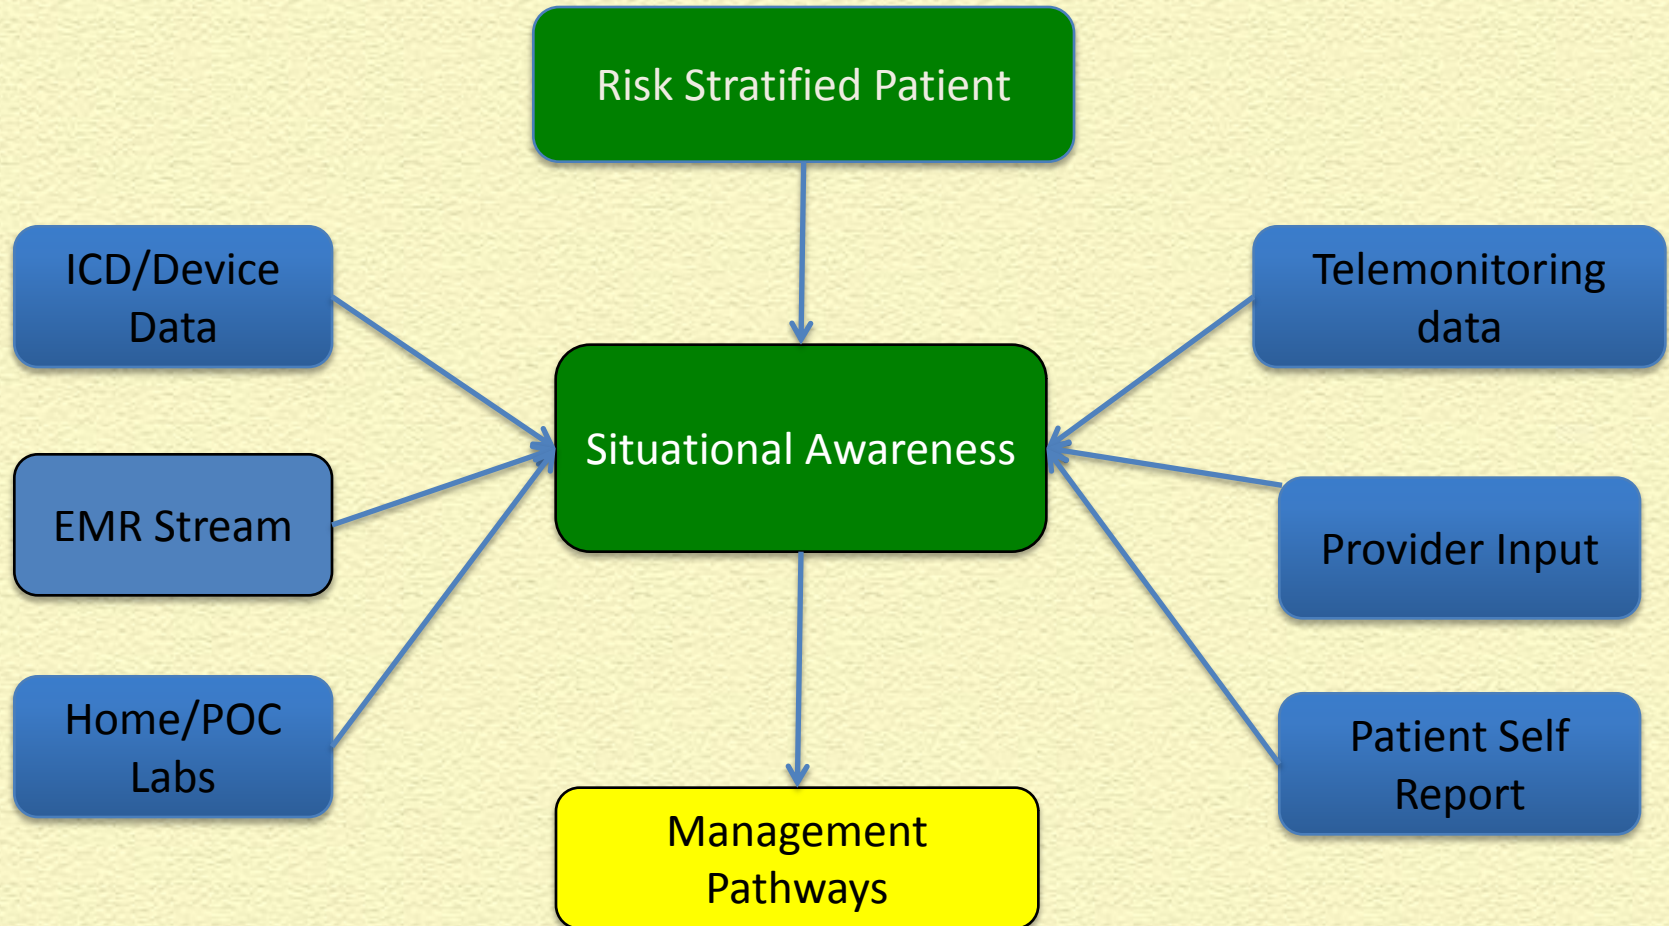 Risk Stratified Patient
ICD/Device
Data
Telemonitoring
data
Situational Awareness
EMR Stream
Provider Input
Home/POC
Labs
Patient Self
Report
Management
Pathways